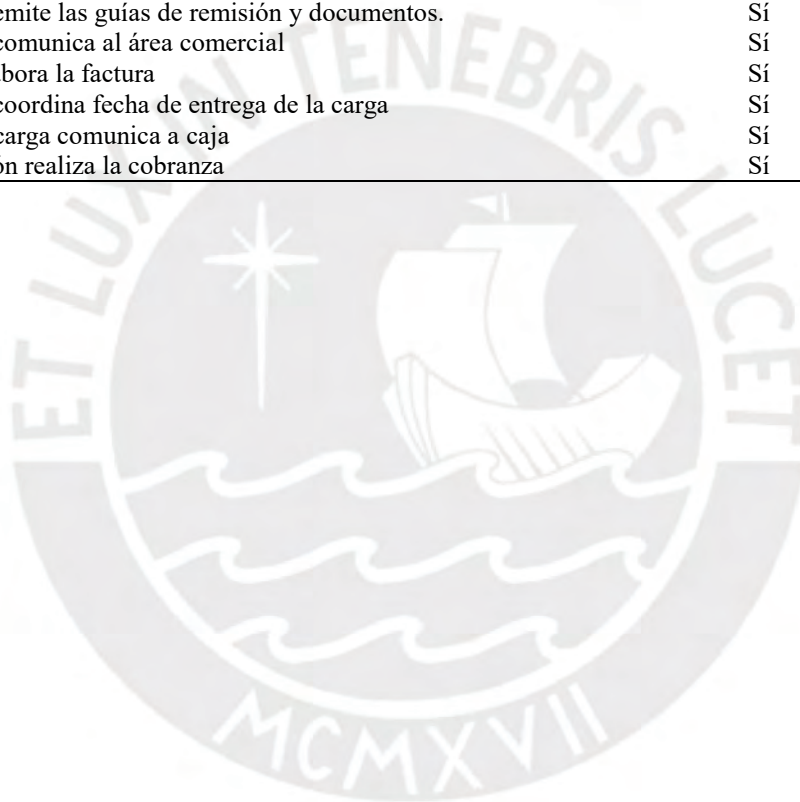 emite las guías de remisión y documentos. Sí
comunica al área comercial Sí
bora la factura Sí
coordina fecha de entrega de la carga Sí
carga comunica a caja Sí
ón realiza la cobranza Sí
ET LUX IN TENEBRIS LUCET
MCMXVII